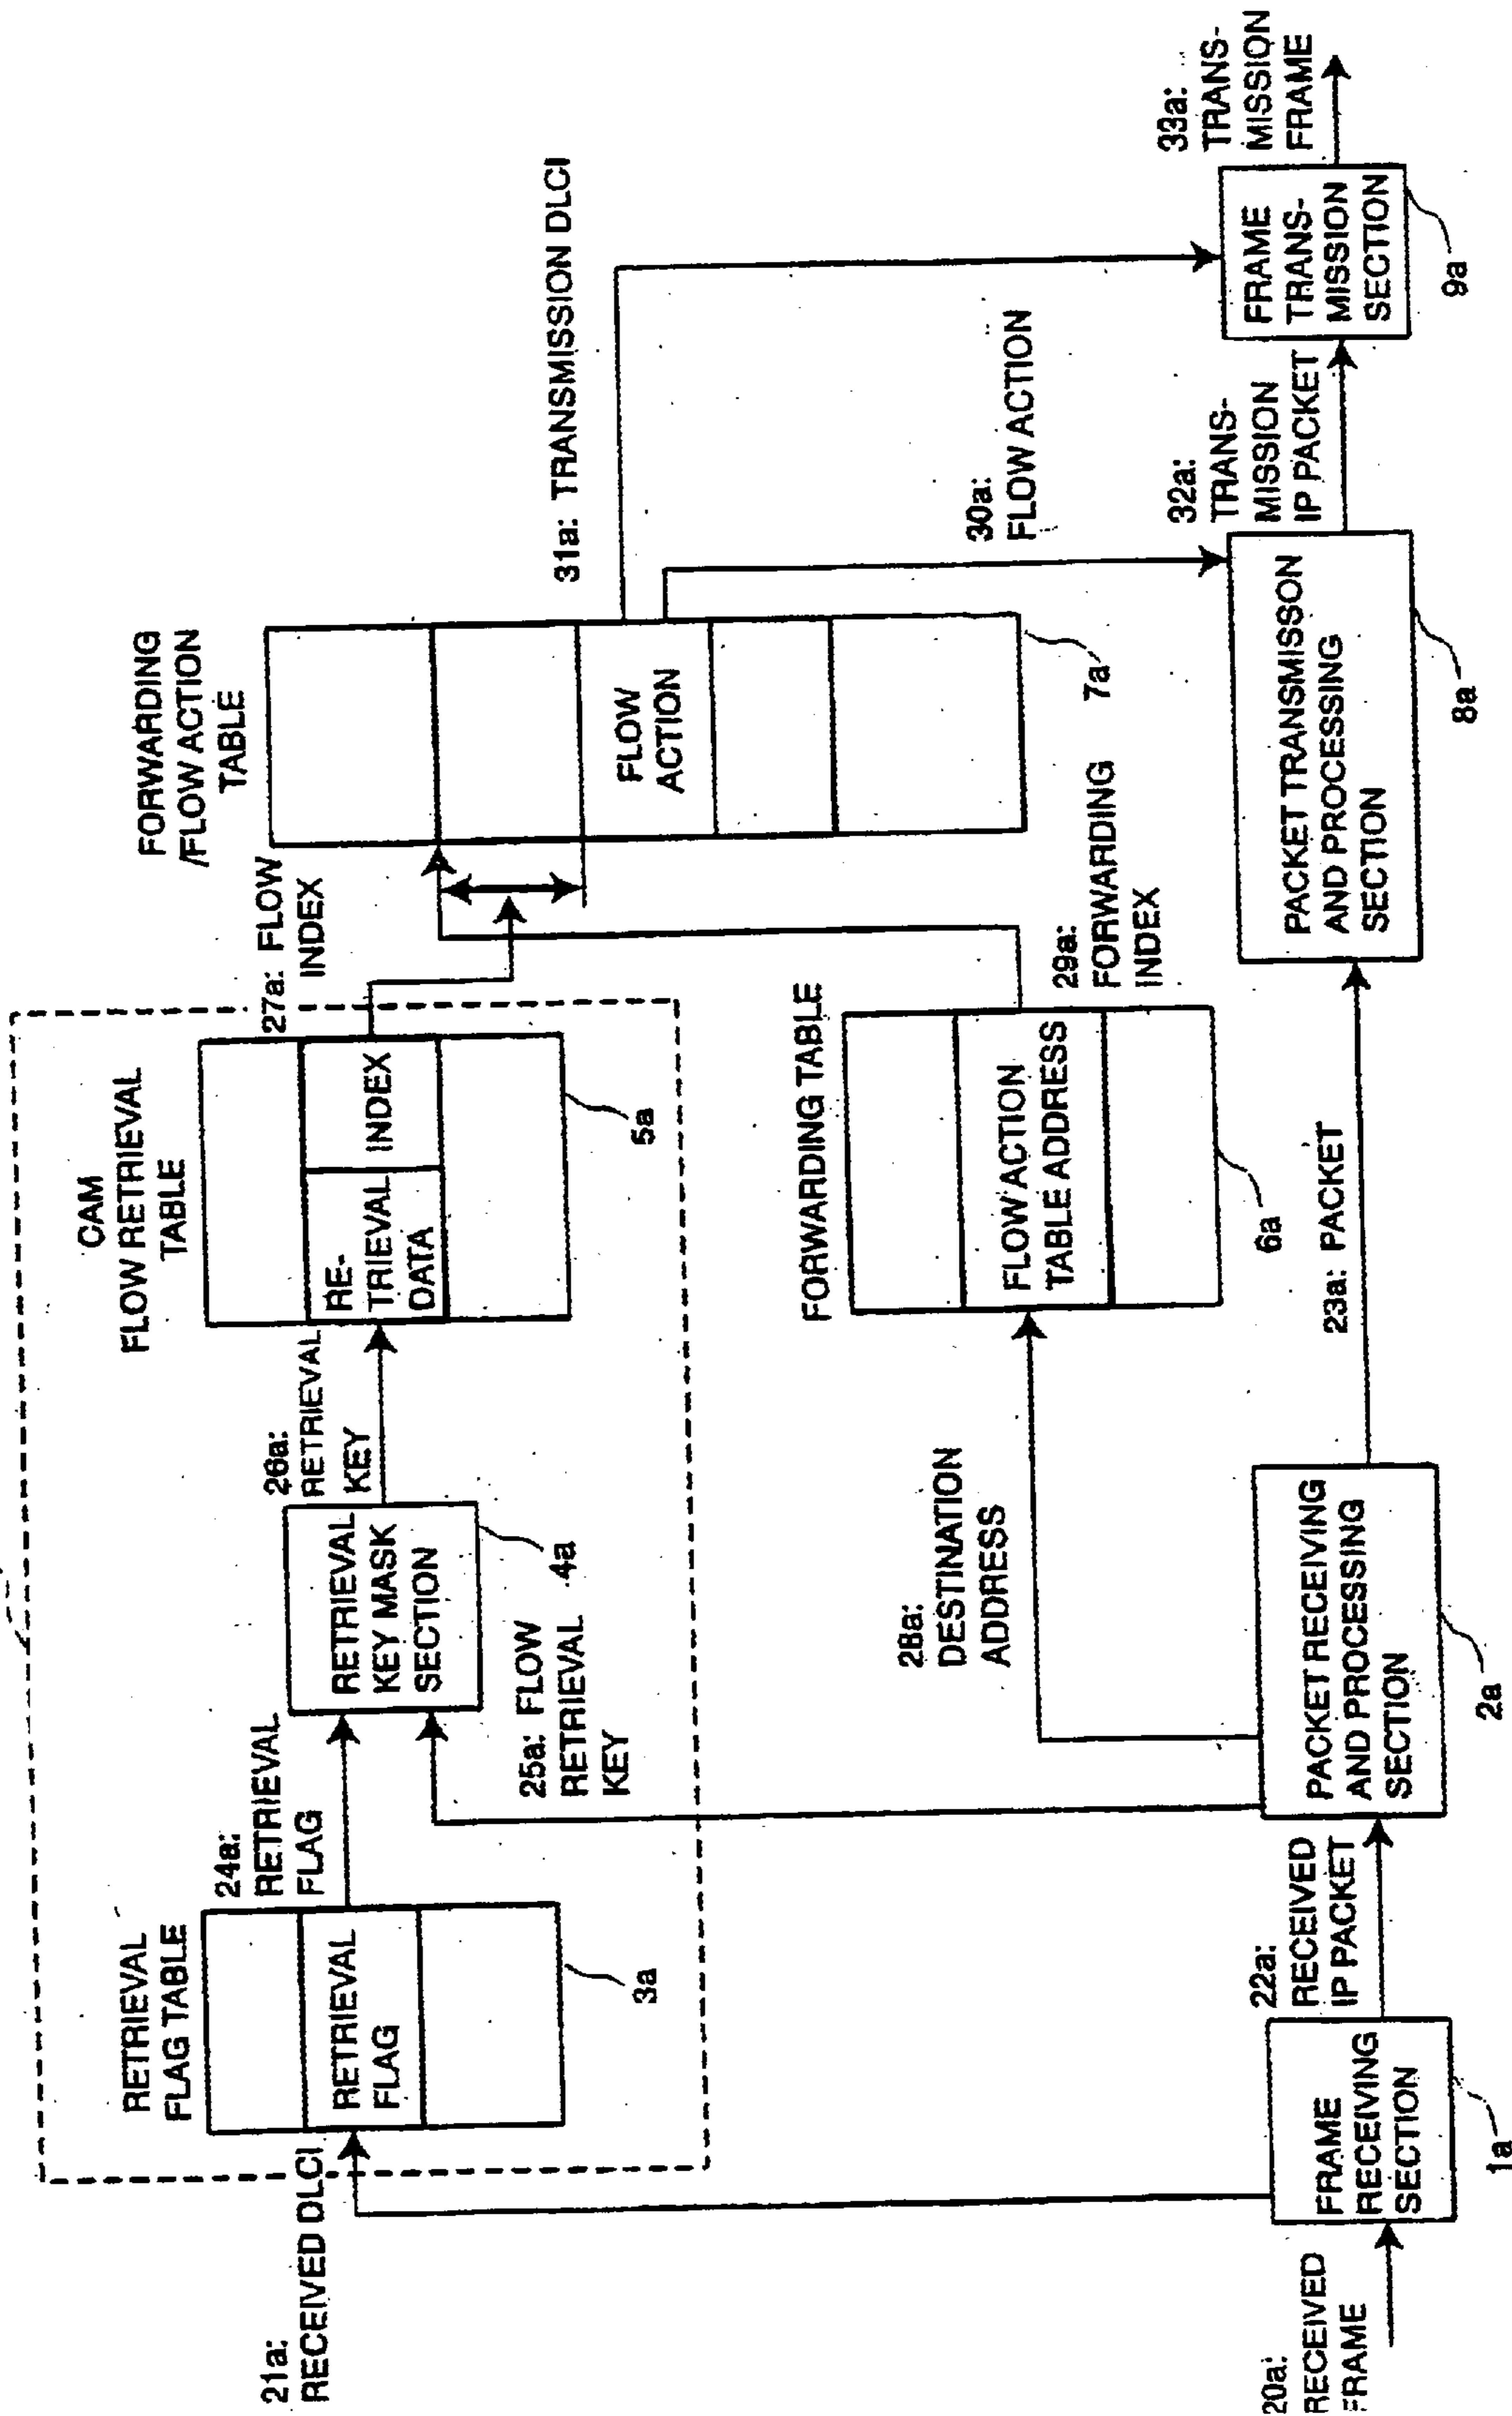 RETRIEVAL
FLAG TABLE
RETRIEVAL
FLAG
3a
21a:
RECEIVED DLCI
24a:
RETRIEVAL
FLAG
RETRIEVAL
KEY MASK
SECTION
4a
25a: FLOW
RETRIEVAL
KEY
26a:
RETRIEVAL
KEY
CAM
FLOW RETRIEVAL
TABLE
RE-
TRIEVAL
DATA
INDEX
5a
27a: FLOW
INDEX
FORWARDING
/FLOW ACTION
TABLE
FLOW
ACTION
7a
31a: TRANSMISSION DLCI
30a:
FLOW ACTION
28a:
DESTINATION
ADDRESS
FORWARDING TABLE
FLOW ACTION
TABLE ADDRESS
6a
29a:
FORWARDING
INDEX
20a:
RECEIVED
FRAME
FRAME
RECEIVING
SECTION
1a
22a:
RECEIVED
IP PACKET
PACKET RECEIVING
AND PROCESSING
SECTION
2a
23a: PACKET
PACKET TRANSMISSON
AND PROCESSING
SECTION
8a
32a:
TRANS-
MISSION
IP PACKET
FRAME
TRANS-
MISSION
SECTION
9a
33a:
TRANS-
MISSION
FRAME